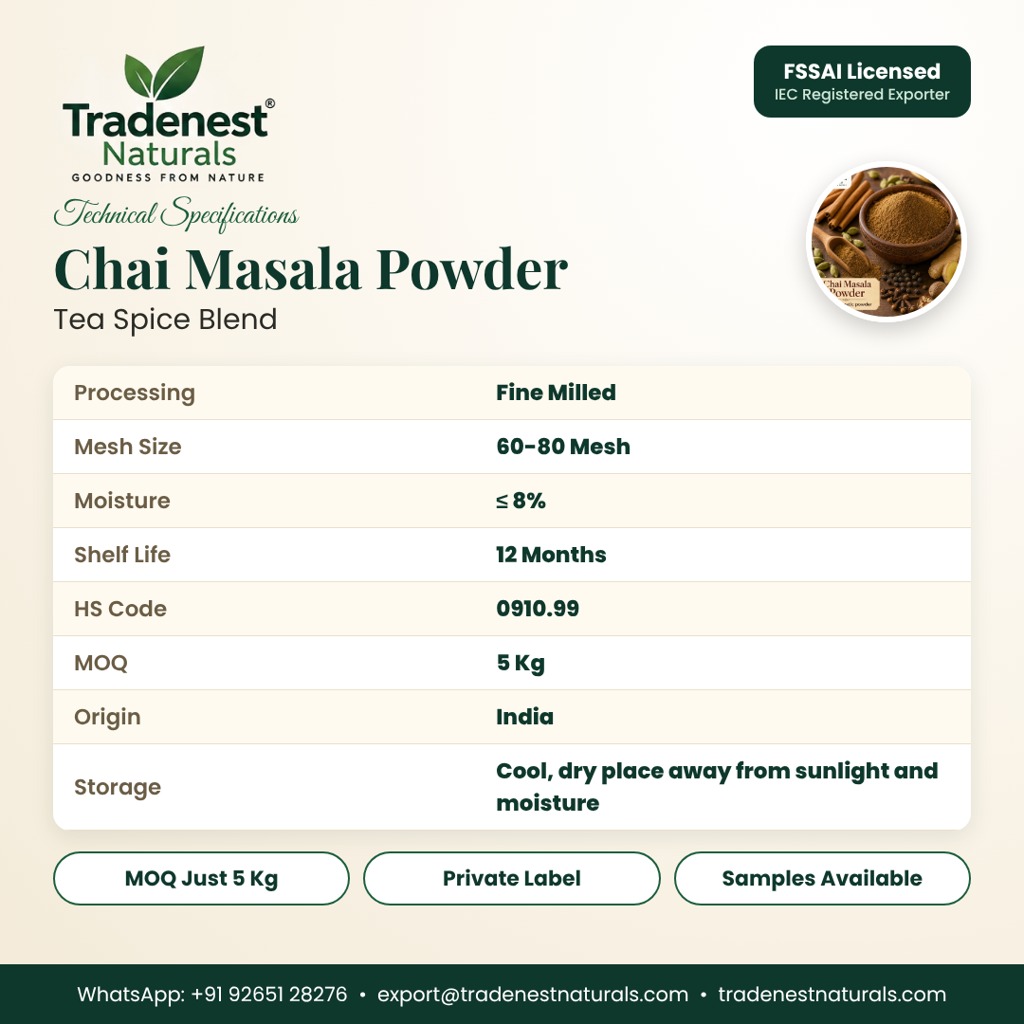 Tradenest®
Naturals
GOODNESS FROM NATURE
FSSAI Licensed
IEC Registered Exporter
Technical Specifications
Chai Masala Powder
Tea Spice Blend
Chai Masala
Powder
powder
Processing Fine Milled
Mesh Size 60-80 Mesh
Moisture ≤ 8%
Shelf Life 12 Months
HS Code 0910.99
MOQ 5 Kg
Origin India
Storage Cool, dry place away from sunlight and
moisture
MOQ Just 5 Kg
Private Label
Samples Available
WhatsApp: +91 92651 28276 • export@tradenestnaturals.com • tradenestnaturals.com